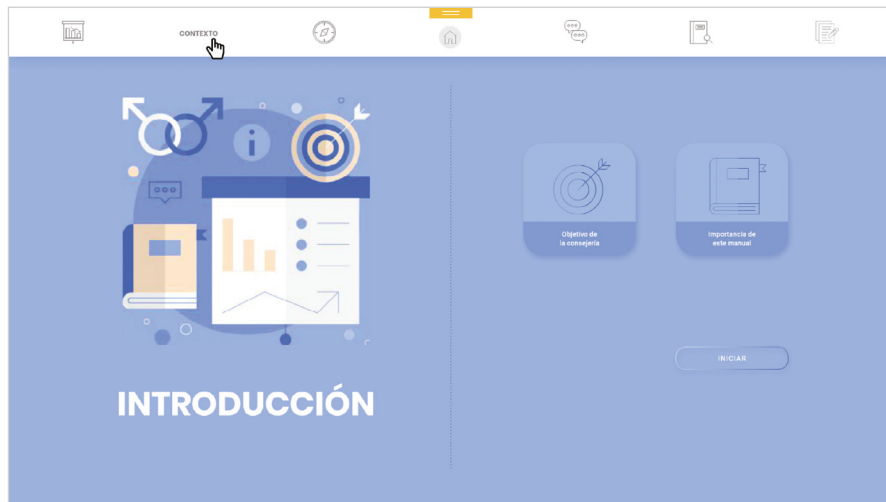 CONTEXTO
INTRODUCCIÓN
Objetivo de
la consejería
Importancia de
este manual
INICIAR